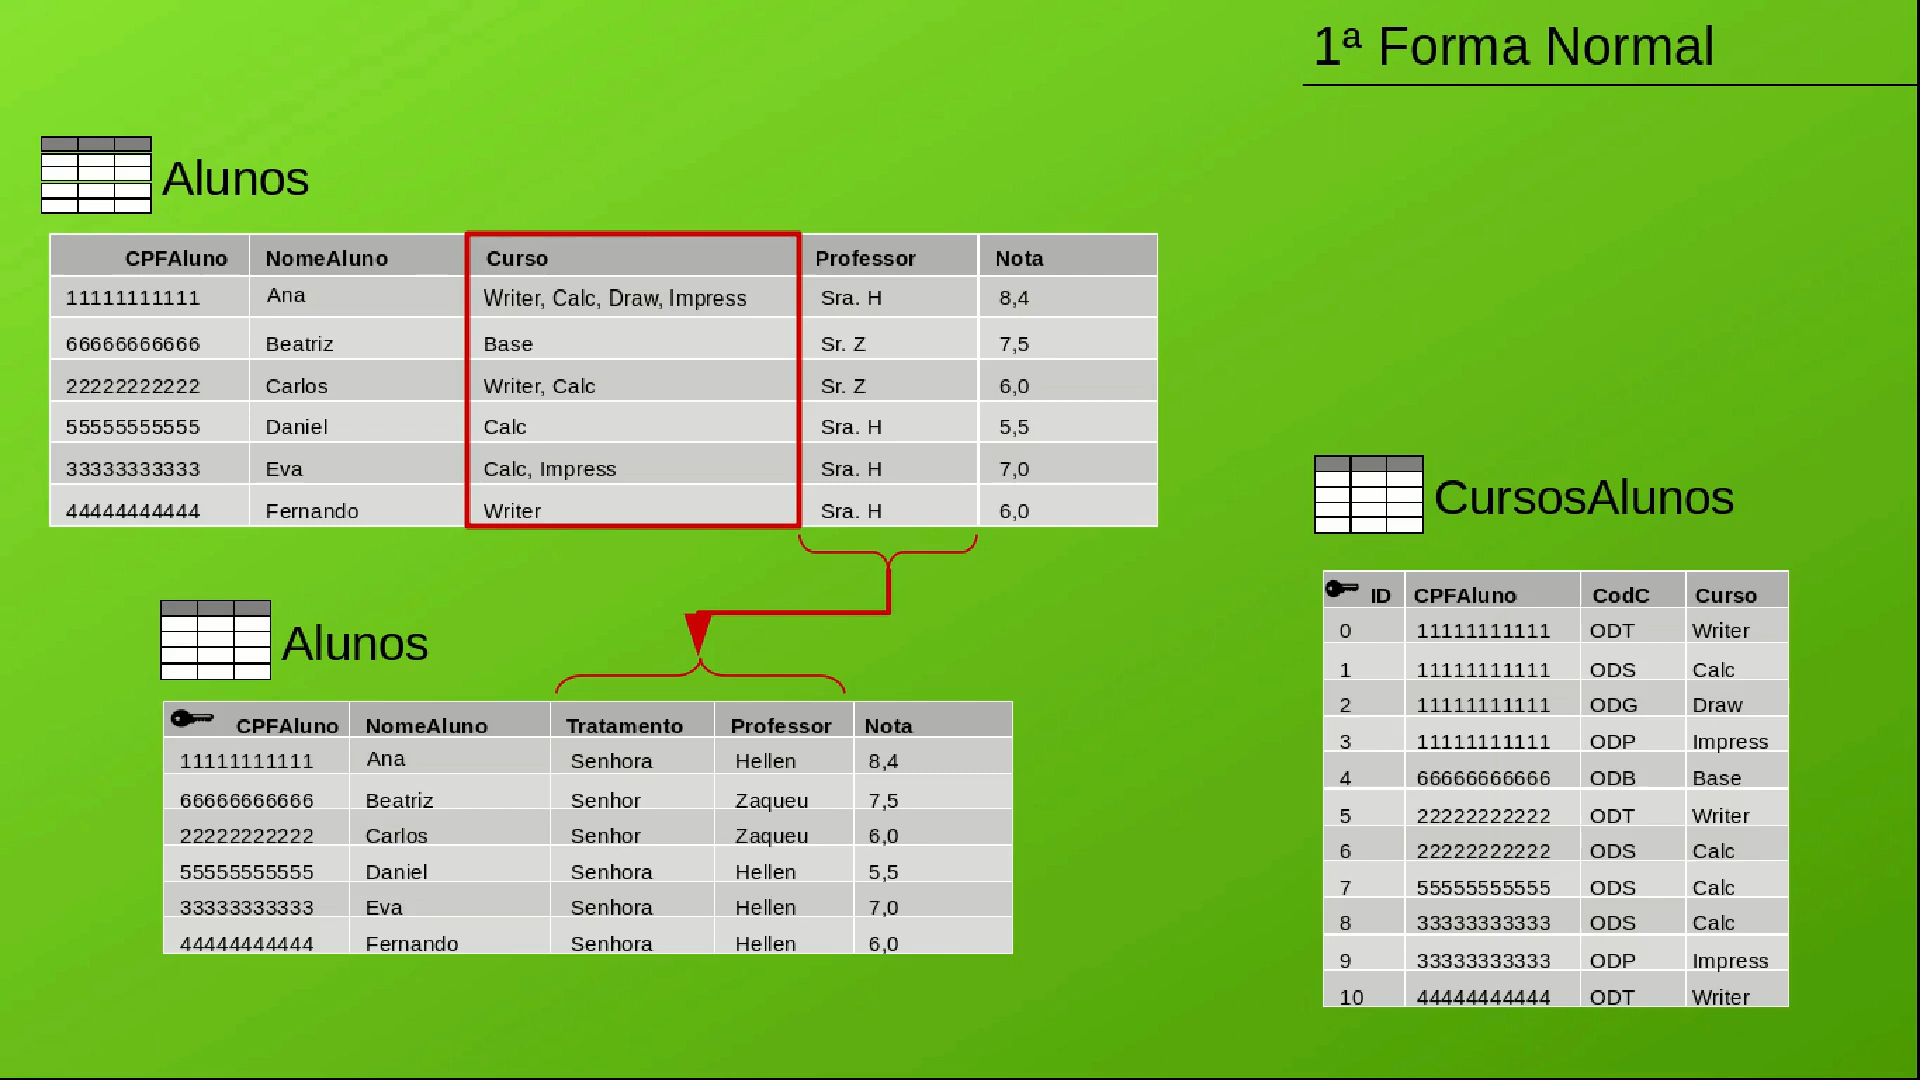 1ª Forma Normal
Alunos
CPFAluno NomeAluno Curso Professor Nota
11111111111 Ana Writer, Calc, Draw, Impress Sra. H 8,4
66666666666 Beatriz Base Sr. Z 7,5
22222222222 Carlos Writer, Calc Sr. Z 6,0
55555555555 Daniel Calc Sra. H 5,5
33333333333 Eva Calc, Impress Sra. H 7,0
44444444444 Fernando Writer Sra. H 6,0
Alunos
CPFAluno NomeAluno Tratamento Professor Nota
11111111111 Ana Senhora Hellen 8,4
66666666666 Beatriz Senhor Zaqueu 7,5
22222222222 Carlos Senhor Zaqueu 6,0
55555555555 Daniel Senhora Hellen 5,5
33333333333 Eva Senhora Hellen 7,0
44444444444 Fernando Senhora Hellen 6,0
CursosAlunos
ID CPFAluno CodC Curso
0 11111111111 ODT Writer
1 11111111111 ODS Calc
2 11111111111 ODG Draw
3 11111111111 ODP Impress
4 66666666666 ODB Base
5 22222222222 ODT Writer
6 22222222222 ODS Calc
7 55555555555 ODS Calc
8 33333333333 ODS Calc
9 33333333333 ODP Impress
10 44444444444 ODT Writer